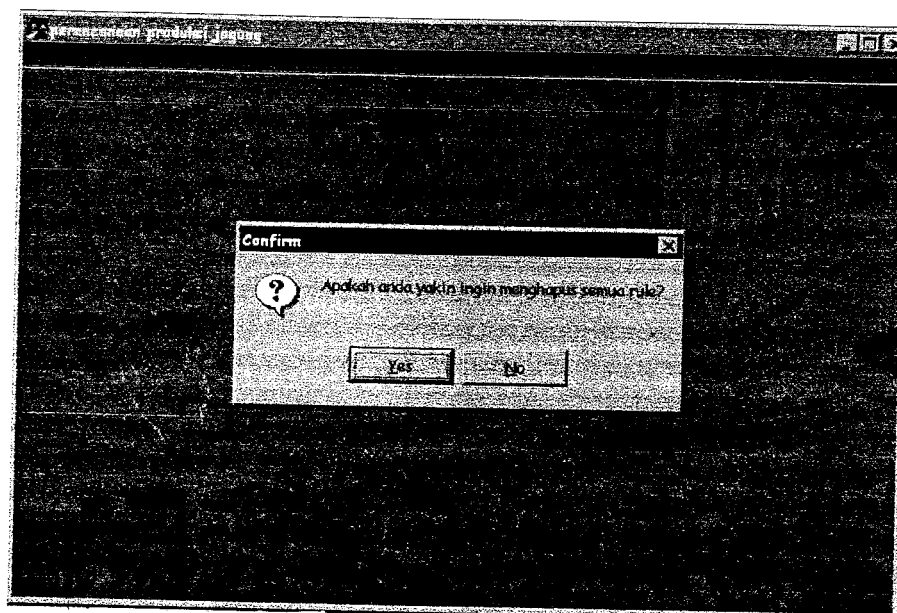 perencanaan produksi jagung
Confirm
Apakah anda yakin ingin menghapus semua rule?
Yes
No